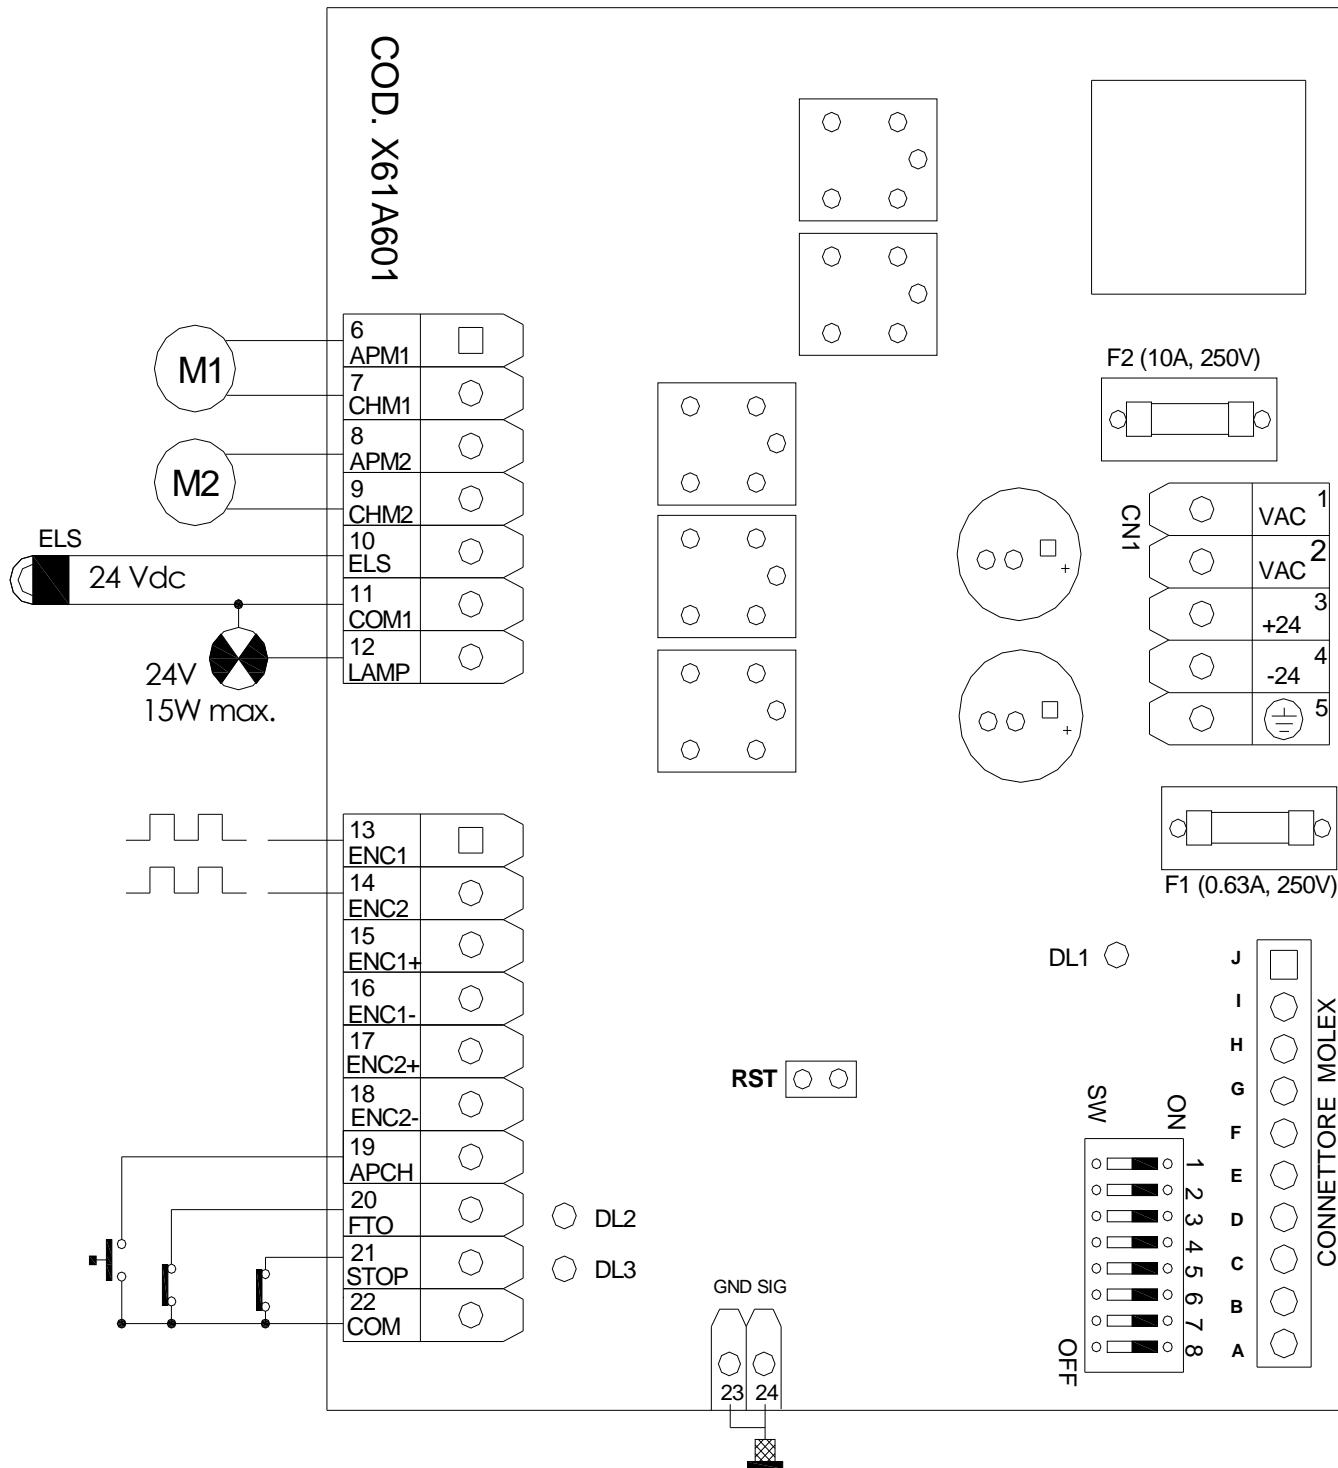 COD. X61A601
6
APM1
7
CHM1
8
APM2
9
CHM2
10
ELS
11
COM1
12
LAMP
M1
M2
ELS
24 Vdc
24V
15W max.
13
ENC1
14
ENC2
15
ENC1+
16
ENC1-
17
ENC2+
18
ENC2-
19
APCH
20
FTO
21
STOP
22
COM
DL2
DL3
RST
GND SIG
23 24
F2 (10A, 250V)
CN1
VAC 1
VAC 2
+24 3
-24 4
5
+
+
F1 (0.63A, 250V)
DL1
SW
ON
1
2
3
4
5
6
7
8
OFF
J
I
H
G
F
E
D
C
B
A
CONNETTORE MOLEX